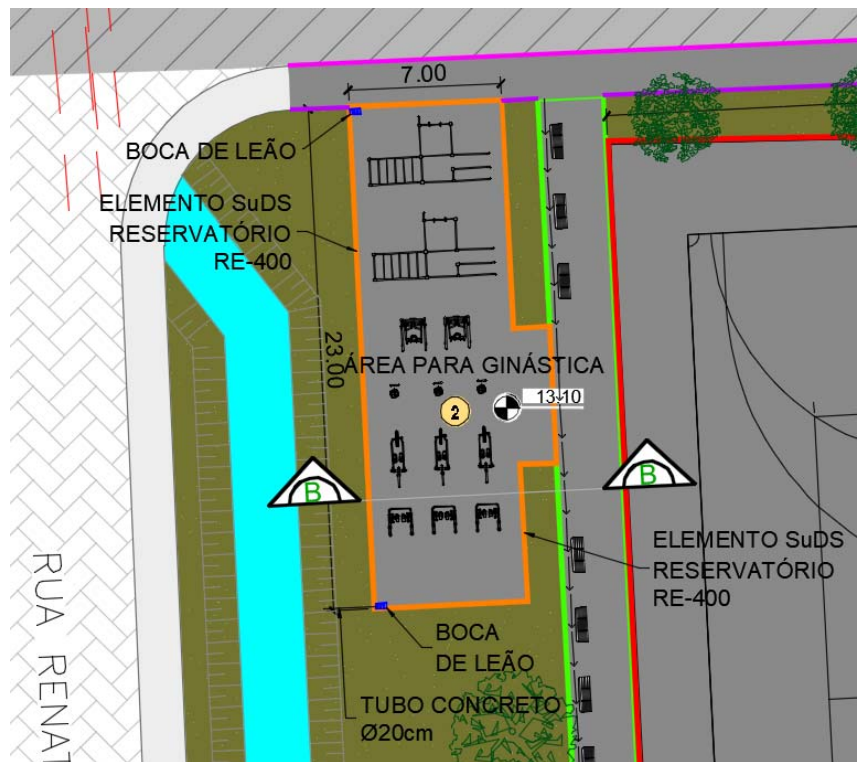 7.00
BOCA DE LEÃO
ELEMENTO SuDS
RESERVATÓRIO
RE-400
23.00
ÁREA PARA GINÁSTICA
2
13.10
B
B
ELEMENTO SuDS
RESERVATÓRIO
RE-400
BOCA
DE LEÃO
TUBO CONCRETO
Ø20cm
RUA RENAT